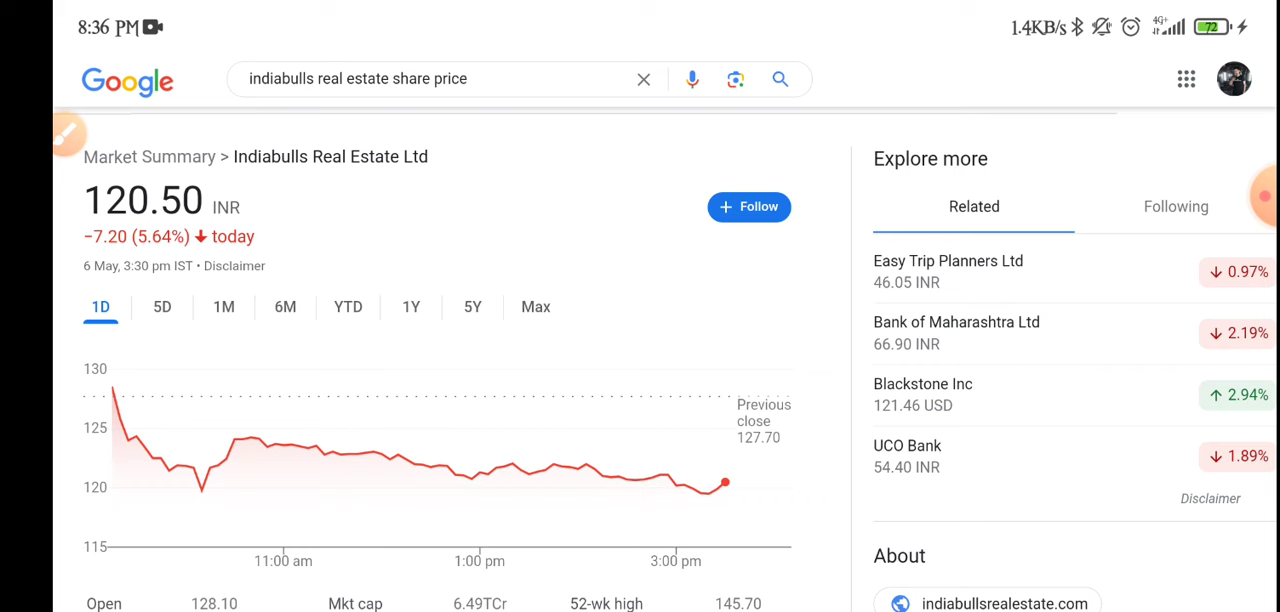 8:36 PM
1.4KB/s 4G+ 72
Google
indiabulls real estate share price
Market Summary > Indiabulls Real Estate Ltd
120.50 INR
+ Follow
−7.20 (5.64%) ↓ today
6 May, 3:30 pm IST • Disclaimer
1D 5D 1M 6M YTD 1Y 5Y Max
130
125
120
115
Previous
close
127.70
11:00 am 1:00 pm 3:00 pm
Open 128.10 Mkt cap 6.49TCr 52-wk high 145.70
Explore more
Related Following
Easy Trip Planners Ltd
46.05 INR
↓ 0.97%
Bank of Maharashtra Ltd
66.90 INR
↓ 2.19%
Blackstone Inc
121.46 USD
↑ 2.94%
UCO Bank
54.40 INR
↓ 1.89%
Disclaimer
About
indiabullsrealestate.com